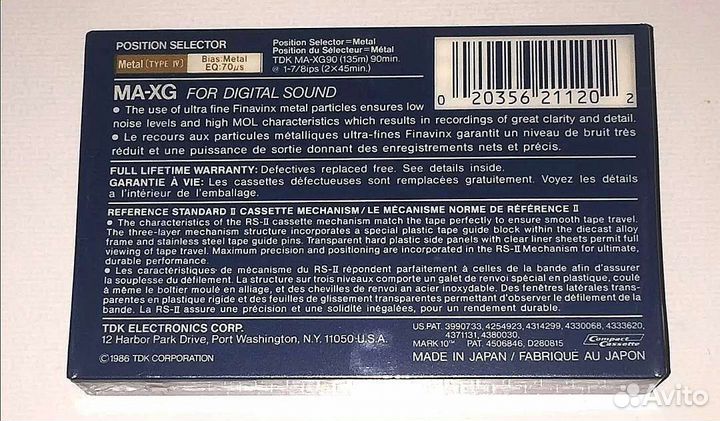 POSITION SELECTOR
Metal (TYPE IV) Bias: Metal
EQ: 70µs
Position Selector=Metal
Position du Sélecteur=Métal
TDK MA-XG90 (135m) 90min.
@ 1-7/8ips (2×45min.)
0 20356 21120 2
MA-XG FOR DIGITAL SOUND
• The use of ultra fine Finavinx metal particles ensures low
noise levels and high MOL characteristics which results in recordings of great clarity and detail.
• Le recours aux particules métalliques ultra-fines Finavinx garantit un niveau de bruit très
réduit et une puissance de sortie donnant des enregistrements nets et précis.
FULL LIFETIME WARRANTY: Defectives replaced free. See details inside.
GARANTIE À VIE: Les cassettes défectueuses sont remplacées gratuitement. Voyez les détails
a l'intérieur de l'emballage.
REFERENCE STANDARD II CASSETTE MECHANISM/LE MÉCANISME NORME DE RÉFÉRENCE II
• The characteristics of the RS-II cassette mechanism match the tape perfectly to ensure smooth tape travel.
The three-layer mechanism structure incorporates a special plastic tape guide block within the diecast alloy
frame and stainless steel tape guide pins. Transparent hard plastic side panels with clear liner sheets permit full
viewing of tape travel. Maximum precision and positioning are incorporated in the RS-II Mechanism for ultimate,
durable performance.
• Les caractéristiques de mécanisme du RS-II répondent parfaitement à celles de la bande afin d'assurer
la souplesse du défilement. La structure sur trois niveaux comporte un galet de renvoi spécial en plastique, coulé
à même le boîtier moulé en alliage, et des chevilles de renvoi en acier inoxydable. Des fenêtres latérales trans-
parentes en plastique rigide et des feuilles de glissement transparentes permettent d'observer le défilement de la
bande. La RS-II assure une précision et une solidité inégalées, pour un rendement durable.
TDK ELECTRONICS CORP.
12 Harbor Park Drive, Port Washington, N.Y. 11050-U.S.A.
US PAT. 3990733, 4254923, 4314299, 4330068, 4333620,
4371131, 4380030.
MARK 10™ PAT. 4506846, D280815
Compact
Cassette
©1986 TDK CORPORATION
MADE IN JAPAN / FABRIQUÉ AU JAPON
Avito